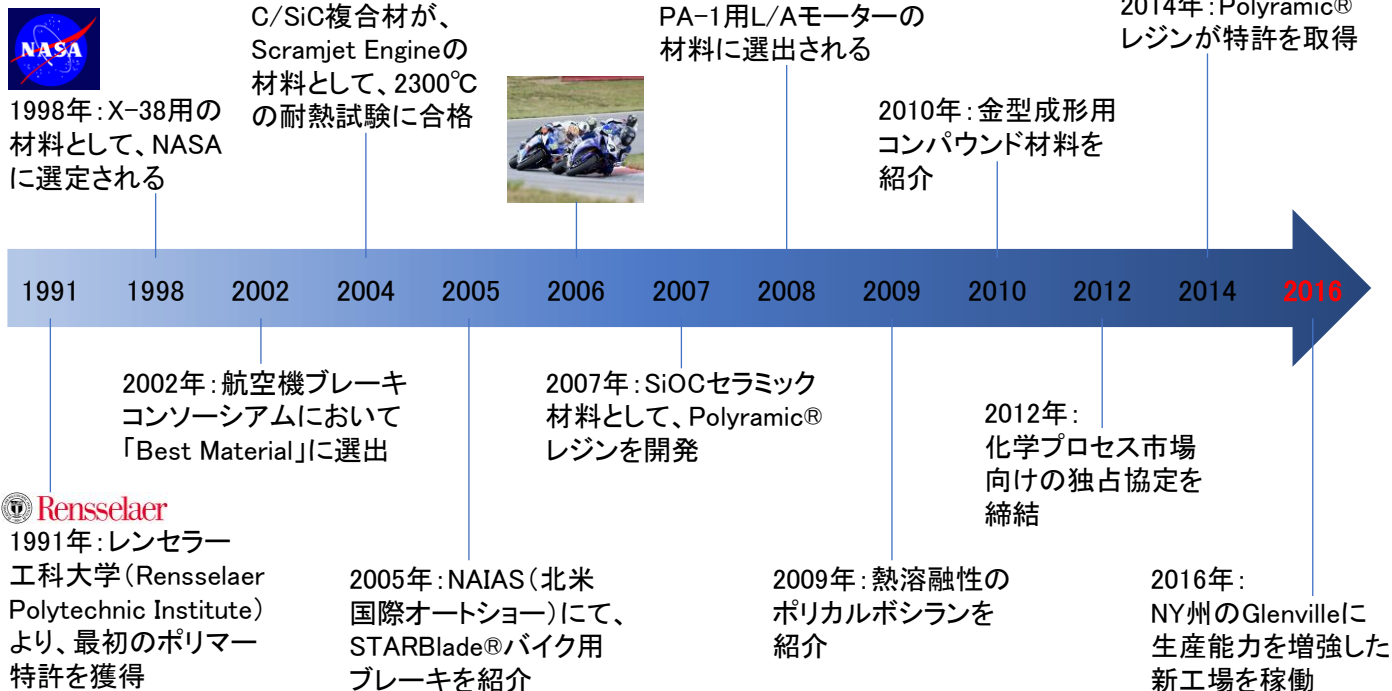 NASA
1998年：X-38用の
材料として、NASA
に選定される
C/SiC複合材が、
Scramjet Engineの
材料として、2300℃
の耐熱試験に合格
PA-1用L/Aモーターの
材料に選出される
2010年：金型成形用
コンパウンド材料を
紹介
2014年：Polyramic®
レジンが特許を取得
1991 1998 2002 2004 2005 2006 2007 2008 2009 2010 2012 2014 2016
2002年：航空機ブレーキ
コンソーシアムにおいて
「Best Material」に選出
Rensselaer
1991年：レンセラー
工科大学（Rensselaer
Polytechnic Institute）
より、最初のポリマー
特許を獲得
2005年：NAIAS（北米
国際オートショー）にて、
STARBlade®バイク用
ブレーキを紹介
2007年：SiOCセラミック
材料として、Polyramic®
レジンを開発
2009年：熱溶融性の
ポリカルボシランを
紹介
2012年：
化学プロセス市場
向けの独占協定を
締結
2016年：
NY州のGlenvilleに
生産能力を増強した
新工場を稼働